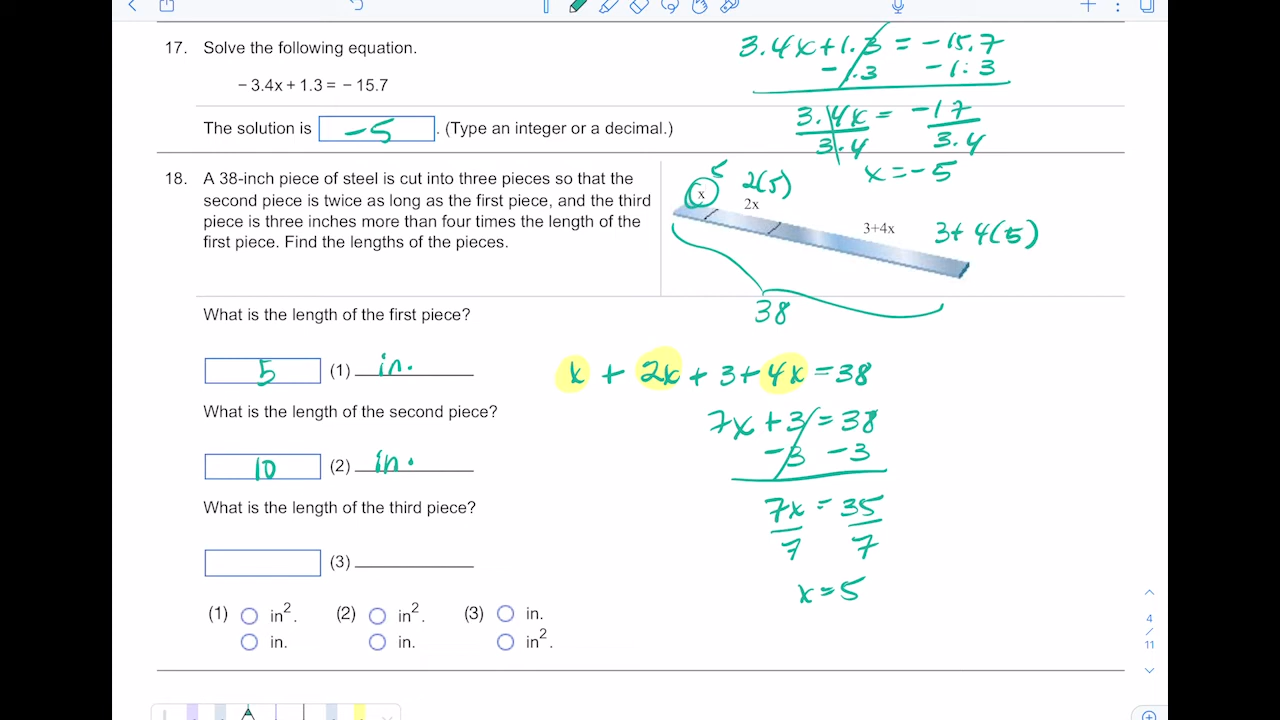 17. Solve the following equation.
− 3.4x + 1.3 = − 15.7
The solution is −5 . (Type an integer or a decimal.)
3.4x+1.3 = −15.7
−1.3 −1.3
3.4x = −17
3.4 3.4
x = −5
18. A 38-inch piece of steel is cut into three pieces so that the
second piece is twice as long as the first piece, and the third
piece is three inches more than four times the length of the
first piece. Find the lengths of the pieces.
5 2(5)
x 2x
3+4x 3+ 4(5)
38
What is the length of the first piece?
5 (1) in.
What is the length of the second piece?
10 (2) in.
What is the length of the third piece?
(3)
x + 2x + 3+ 4x = 38
7x + 3 = 38
−3 −3
7x = 35
7 7
x = 5
(1) in². (2) in². (3) in.
in. in. in².
4
/
11